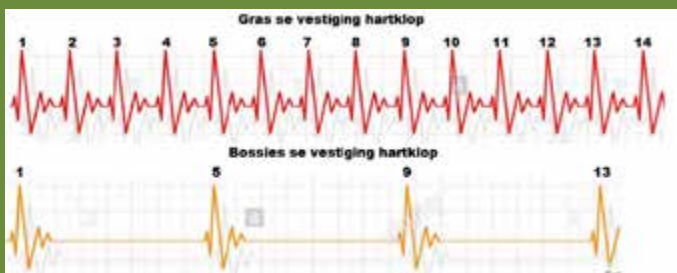 Gras se vestiging hartklop
1 2 3 4 5 6 7 8 9 10 11 12 13 14
Bossies se vestiging hartklop
1 5 9 13